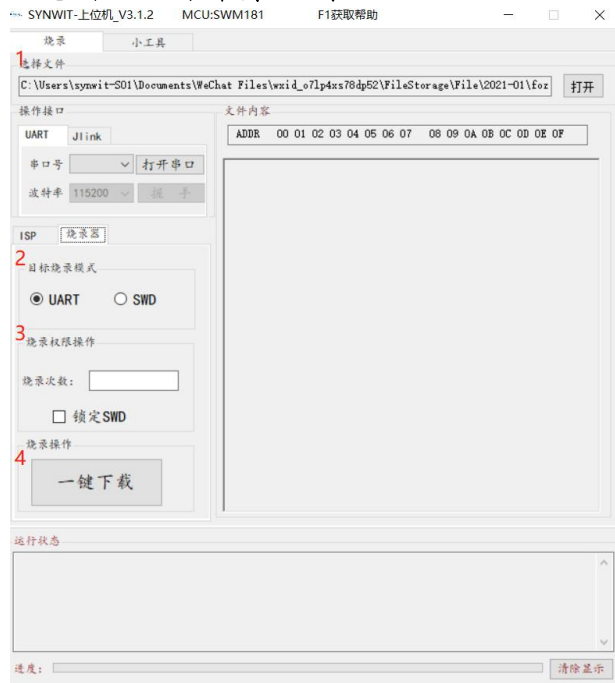 SYNWIT-上位机_V3.1.2 MCU:SWM181 F1获取帮助
烧录 小工具
1
选择文件
C:\Users\synwit-S01\Documents\WeChat Files\wxid_o7lp4xs78dp52\FileStorage\File\2021-01\foz 打开
操作接口 文件内容
UART Jlink ADDR 00 01 02 03 04 05 06 07 08 09 0A 0B 0C 0D 0E 0F
串口号 打开串口
波特率 115200 握 手
ISP 烧录器
2
目标烧录模式
UART SWD
3
烧录权限操作
烧录次数:
锁定SWD
烧录操作
4
一键下载
运行状态
进度: 清除显示